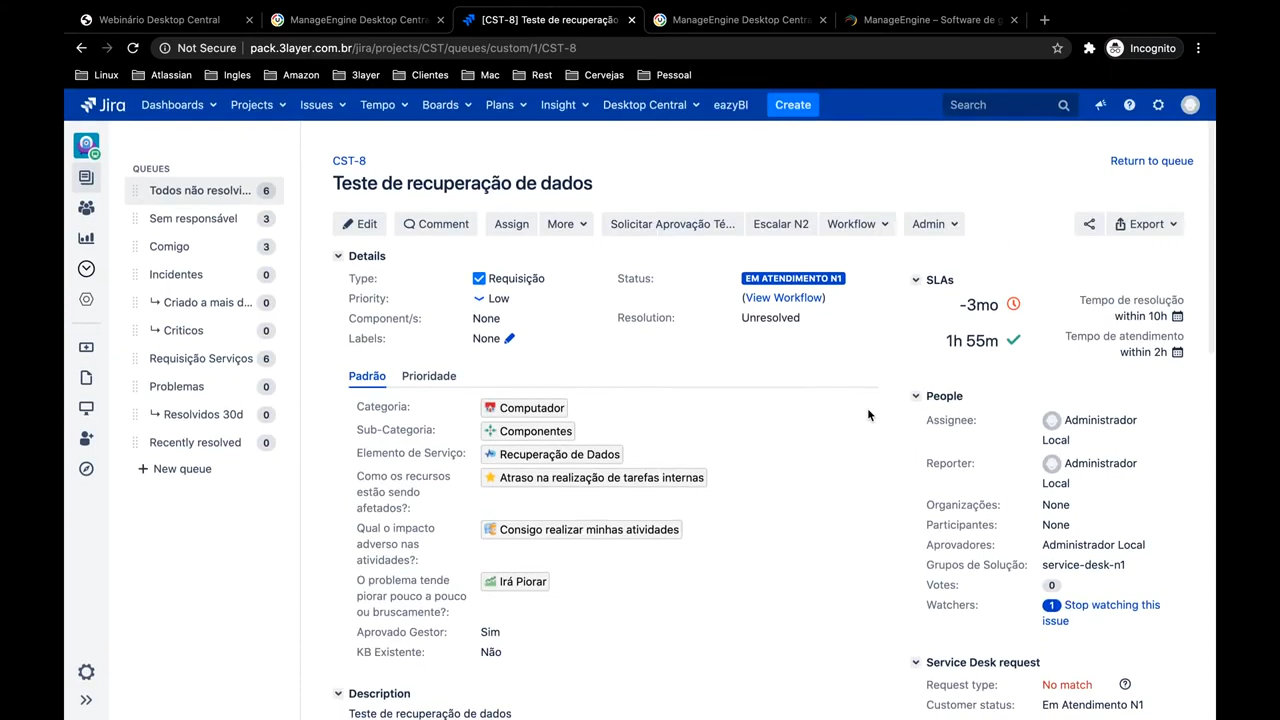 Webinário Desktop Central
ManageEngine Desktop Centra
[CST-8] Teste de recuperação
ManageEngine Desktop Centra
ManageEngine – Software de g
Not Secure | pack.3layer.com.br/jira/projects/CST/queues/custom/1/CST-8
Incognito
Linux Atlassian Ingles Amazon 3layer Clientes Mac Rest Cervejas Pessoal
Jira Dashboards Projects Issues Tempo Boards Plans Insight Desktop Central eazyBI Create Search
QUEUES
Todos não resolvi... 6
Sem responsável 3
Comigo 3
Incidentes 0
↳ Criado a mais d... 0
↳ Criticos 0
Requisição Serviços 6
Problemas 0
↳ Resolvidos 30d 0
Recently resolved 0
+ New queue
CST-8
Return to queue
Teste de recuperação de dados
Edit Comment Assign More Solicitar Aprovação Té... Escalar N2 Workflow Admin Export
Details
Type: Requisição
Priority: Low
Component/s: None
Labels: None
Status: EM ATENDIMENTO N1
(View Workflow)
Resolution: Unresolved
Padrão Prioridade
Categoria: Computador
Sub-Categoria: Componentes
Elemento de Serviço: Recuperação de Dados
Como os recursos
estão sendo
afetados?:
Atraso na realização de tarefas internas
Qual o impacto
adverso nas
atividades?:
Consigo realizar minhas atividades
O problema tende
piorar pouco a pouco
ou bruscamente?:
Irá Piorar
Aprovado Gestor: Sim
KB Existente: Não
Description
Teste de recuperação de dados
SLAs
-3mo
Tempo de resolução
within 10h
1h 55m
Tempo de atendimento
within 2h
People
Assignee: Administrador
Local
Reporter: Administrador
Local
Organizações: None
Participantes: None
Aprovadores: Administrador Local
Grupos de Solução: service-desk-n1
Votes: 0
Watchers: 1 Stop watching this
issue
Service Desk request
Request type: No match
Customer status: Em Atendimento N1